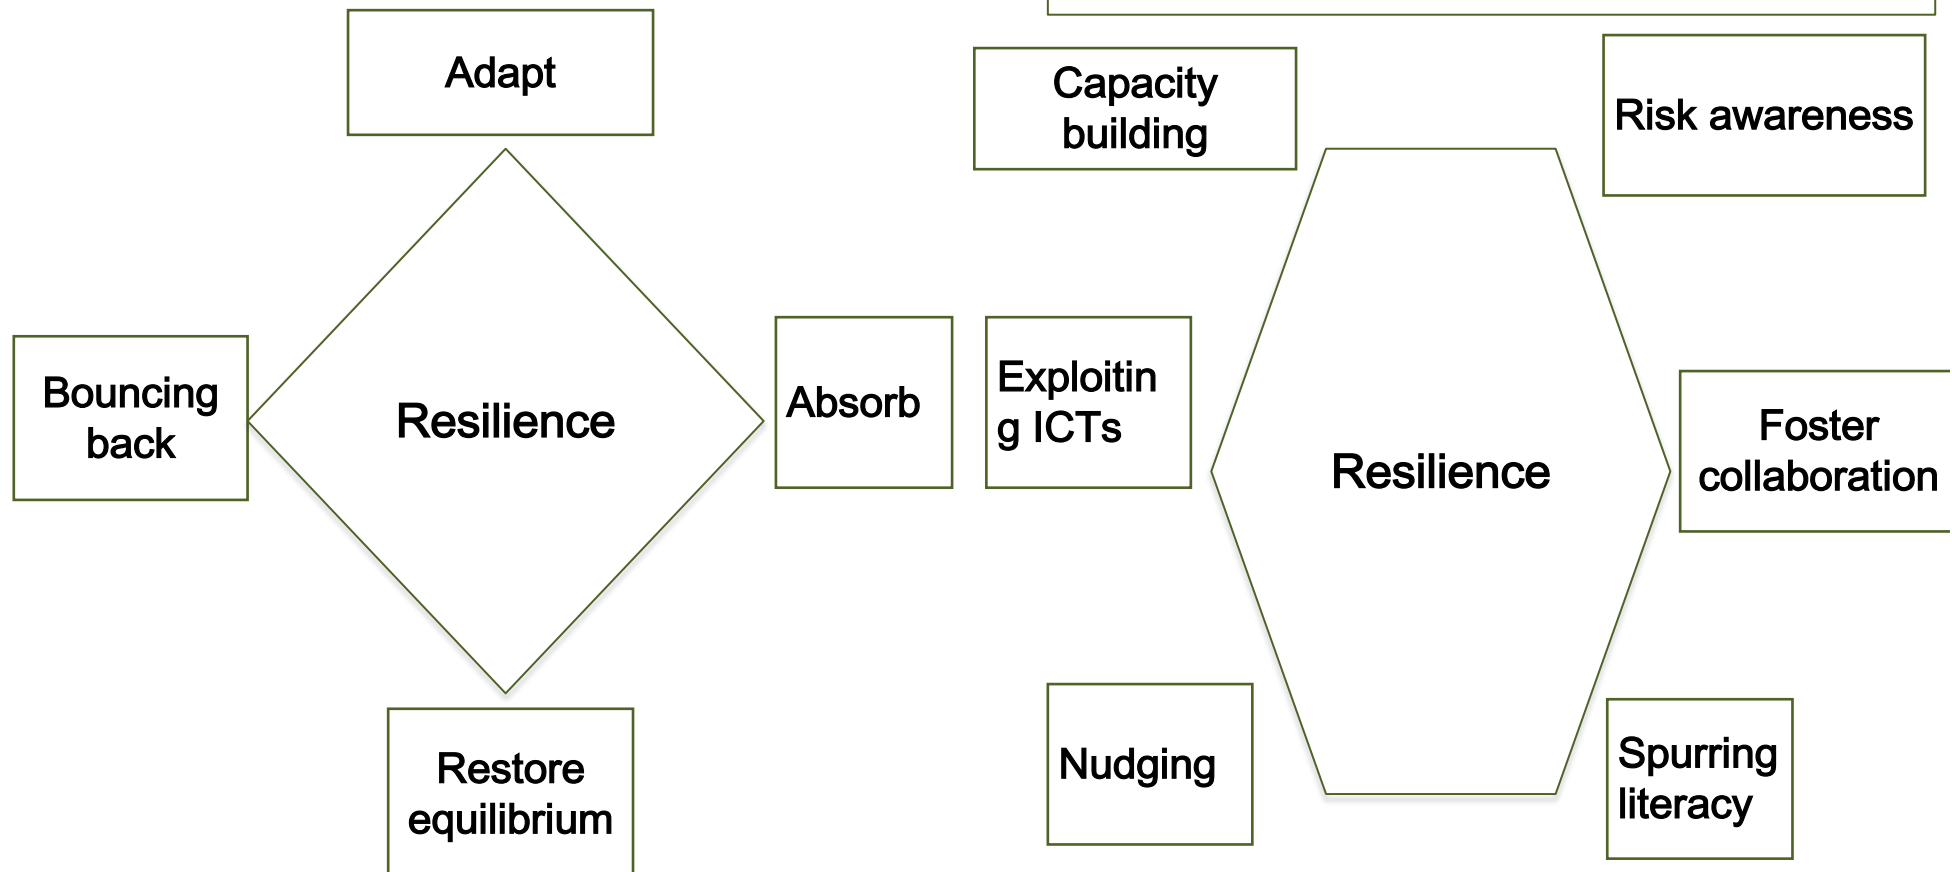 Adapt
Bouncing
back
Resilience
Absorb
Restore
equilibrium
Capacity
building
Risk awareness
Exploitin
g ICTs
Resilience
Foster
collaboration
Nudging
Spurring
literacy